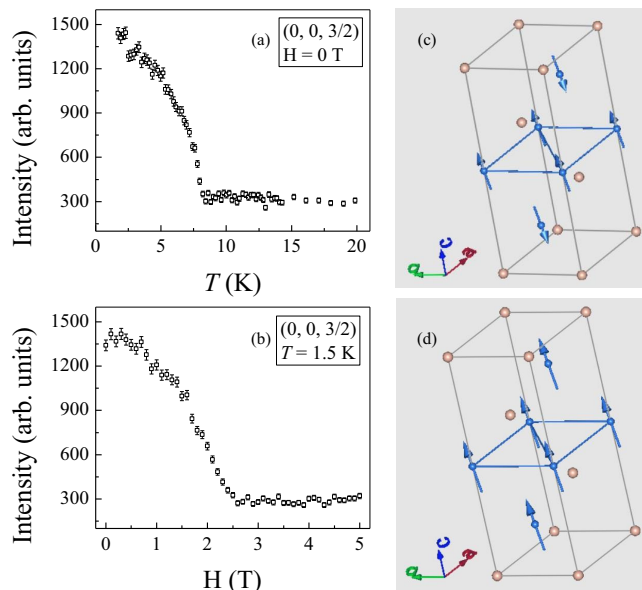 (a)
(0, 0, 3/2)
H = 0 T
1500
1200
900
600
300
0
5
10
15
20
T (K)
Intensity (arb. units)
(b)
(0, 0, 3/2)
T = 1.5 K
1500
1200
900
600
300
0
1
2
3
4
5
H (T)
Intensity (arb. units)
(c)
b
c
a
(d)
b
c
a